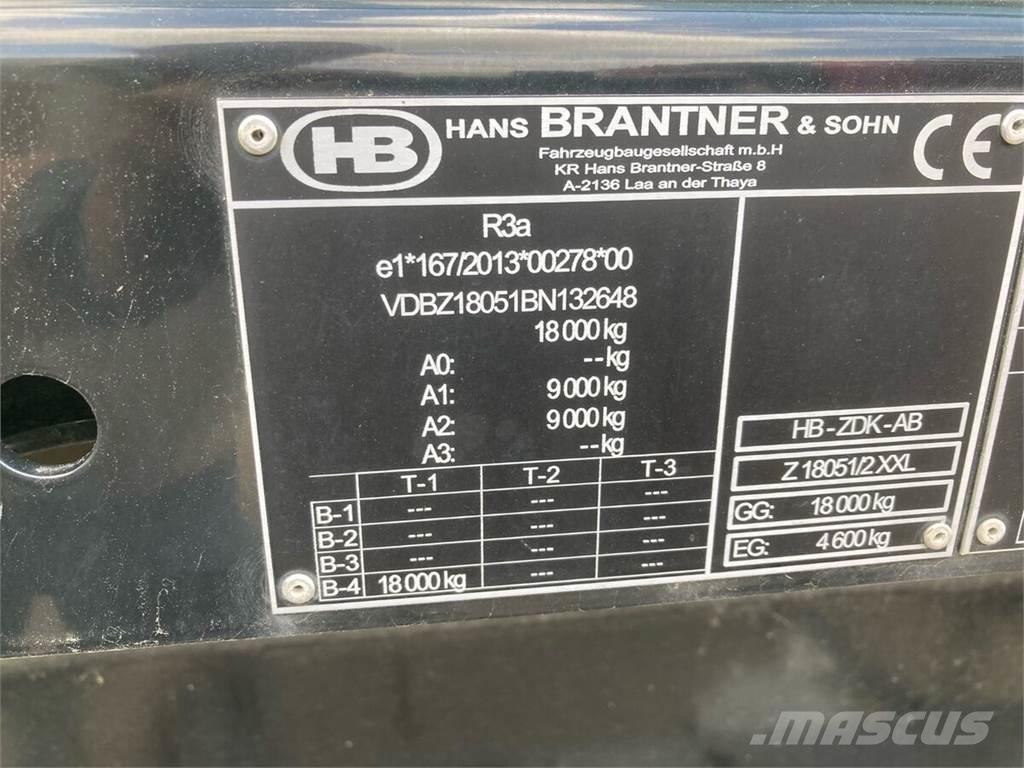 HB HANS BRANTNER & SOHN CE
Fahrzeugbaugesellschaft m.b.H
KR Hans Brantner-Straße 8
A-2136 Laa an der Thaya
R3a
e1*167/2013*00278*00
VDBZ18051BN132648
18 000 kg
A0: -- kg
A1: 9 000 kg
A2: 9 000 kg
A3: -- kg
T-1 T-2 T-3
B-1 --- --- ---
B-2 --- --- ---
B-3 --- --- ---
B-4 18 000 kg --- ---
HB-ZDK-AB
Z 18051/2 XXL
GG: 18 000 kg
EG: 4 600 kg
MASCUS